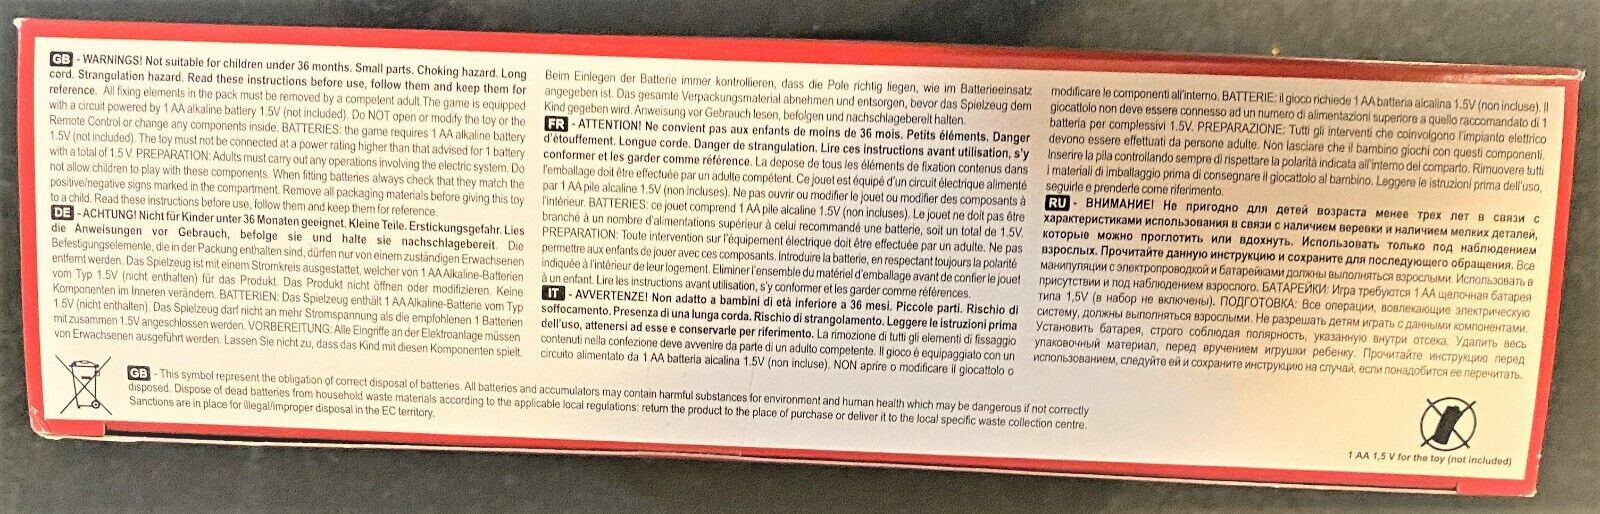 GB - WARNINGS! Not suitable for children under 36 months. Small parts. Choking hazard. Long
cord. Strangulation hazard. Read these instructions before use, follow them and keep them for
reference. All fixing elements in the pack must be removed by a competent adult.The game is equipped
with a circuit powered by 1 AA alkaline battery 1.5V (not included). Do NOT open or modify the toy or the
Remote Control or change any components inside. BATTERIES: the game requires 1 AA alkaline battery
1.5V (not included). The toy must not be connected at a power rating higher than that advised for 1 battery
with a total of 1.5 V. PREPARATION: Adults must carry out any operations involving the electric system. Do
not allow children to play with these components. When fitting batteries always check that they match the
positive/negative signs marked in the compartment. Remove all packaging materials before giving this toy
to a child. Read these instructions before use, follow them and keep them for reference.
DE - ACHTUNG! Nicht für Kinder unter 36 Monaten geeignet. Kleine Teile. Erstickungsgefahr. Lies
die Anweisungen vor Gebrauch, befolge sie und halte sie nachschlagebereit. Die
Befestigungselemente, die in der Packung enthalten sind, dürfen nur von einem zuständigen Erwachsenen
entfernt werden. Das Spielzeug ist mit einem Stromkreis ausgestattet, welcher von 1 AA Alkaline-Batterien
vom Typ 1.5V (nicht enthalten) für das Produkt. Das Produkt nicht öffnen oder modifizieren. Keine
Komponenten im Inneren verändern. BATTERIEN: Das Spielzeug enthält 1 AA Alkaline-Batterie vom Typ
1.5V (nicht enthalten). Das Spielzeug darf nicht an mehr Stromspannung als die empfohlenen 1 Batterien
mit zusammen 1.5V angeschlossen werden. VORBEREITUNG: Alle Eingriffe an der Elektroanlage müssen
von Erwachsenen ausgeführt werden. Lassen Sie nicht zu, dass das Kind mit diesen Komponenten spielt.
Beim Einlegen der Batterie immer kontrollieren, dass die Pole richtig liegen, wie im Batterieeinsatz
angegeben ist. Das gesamte Verpackungsmaterial abnehmen und entsorgen, bevor das Spielzeug dem
Kind gegeben wird. Anweisung vor Gebrauch lesen, befolgen und nachschlagebereit halten.
FR - ATTENTION! Ne convient pas aux enfants de moins de 36 mois. Petits éléments. Danger
d'étouffement. Longue corde. Danger de strangulation. Lire ces instructions avant utilisation, s'y
conformer et les garder comme référence. La depose de tous les éléments de fixation contenus dans
l'emballage doit être effectuée par un adulte compétent. Ce jouet est équipé d'un circuit électrique alimenté
par 1 AA pile alcaline 1.5V (non incluses). Ne pas ouvrir ou modifier le jouet ou modifier des composants à
l'intérieur. BATTERIES: ce jouet comprend 1 AA pile alcaline 1.5V (non incluses). Le jouet ne doit pas être
branché à un nombre d'alimentations supérieur à celui recommandé une batterie, soit un total de 1.5V.
PREPARATION: Toute intervention sur l'équipement électrique doit être effectuée par un adulte. Ne pas
permettre aux enfants de jouer avec ces composants. Introduire la batterie, en respectant toujours la polarité
indiquée à l'intérieur de leur logement. Eliminer l'ensemble du matériel d'emballage avant de confier le jouet
à un enfant. Lire les instructions avant utilisation, s'y conformer et les garder comme références.
IT - AVVERTENZE! Non adatto a bambini di età inferiore a 36 mesi. Piccole parti. Rischio di
soffocamento. Presenza di una lunga corda. Rischio di strangolamento. Leggere le istruzioni prima
dell'uso, attenersi ad esse e conservarle per riferimento. La rimozione di tutti gli elementi di fissaggio
contenuti nella confezione deve avvenire da parte di un adulto competente. Il gioco è equipaggiato con un
circuito alimentato da 1 AA batteria alcalina 1.5V (non incluse). NON aprire o modificare il giocattolo o
modificare le componenti all'interno. BATTERIE: il gioco richiede 1 AA batteria alcalina 1.5V (non incluse). Il
giocattolo non deve essere connesso ad un numero di alimentazioni superiore a quello raccomandato di 1
batteria per complessivi 1.5V. PREPARAZIONE: Tutti gli interventi che coinvolgono l'impianto elettrico
devono essere effettuati da persone adulte. Non lasciare che il bambino giochi con questi componenti.
Inserire la pila controllando sempre di rispettare la polarità indicata all'interno del comparto. Rimuovere tutti
i materiali di imballaggio prima di consegnare il giocattolo al bambino. Leggere le istruzioni prima dell'uso,
seguirle e prenderle come riferimento.
RU - ВНИМАНИЕ! Не пригодно для детей возраста менее трех лет в связи с
характеристиками использования в связи с наличием веревки и наличием мелких деталей,
которые можно проглотить или вдохнуть. Использовать только под наблюдением
взрослых. Прочитайте данную инструкцию и сохраните для последующего обращения. Все
манипуляции с электропроводкой и батарейками должны выполняться взрослыми. Использовать в
присутствии и под наблюдением взрослого. БАТАРЕЙКИ: Игра требуются 1 AA щелочная батарея
типа 1,5V (в набор не включены). ПОДГОТОВКА: Все операции, вовлекающие электрическую
систему, должны выполняться взрослыми. Не разрешать детям играть с данными компонентами.
Установить батарея, строго соблюдая полярность, указанную внутри отсека. Удалить весь
упаковочный материал, перед вручением игрушки ребенку. Прочитайте инструкцию перед
использованием, следуйте ей и сохраните инструкцию на случай, если понадобится ее перечитать.
GB - This symbol represent the obligation of correct disposal of batteries. All batteries and accumulators may contain harmful substances for environment and human health which may be dangerous if not correctly
disposed. Dispose of dead batteries from household waste materials according to the applicable local regulations: return the product to the place of purchase or deliver it to the local specific waste collection centre.
Sanctions are in place for illegal/improper disposal in the EC territory.
1 AA 1,5 V for the toy (not included)